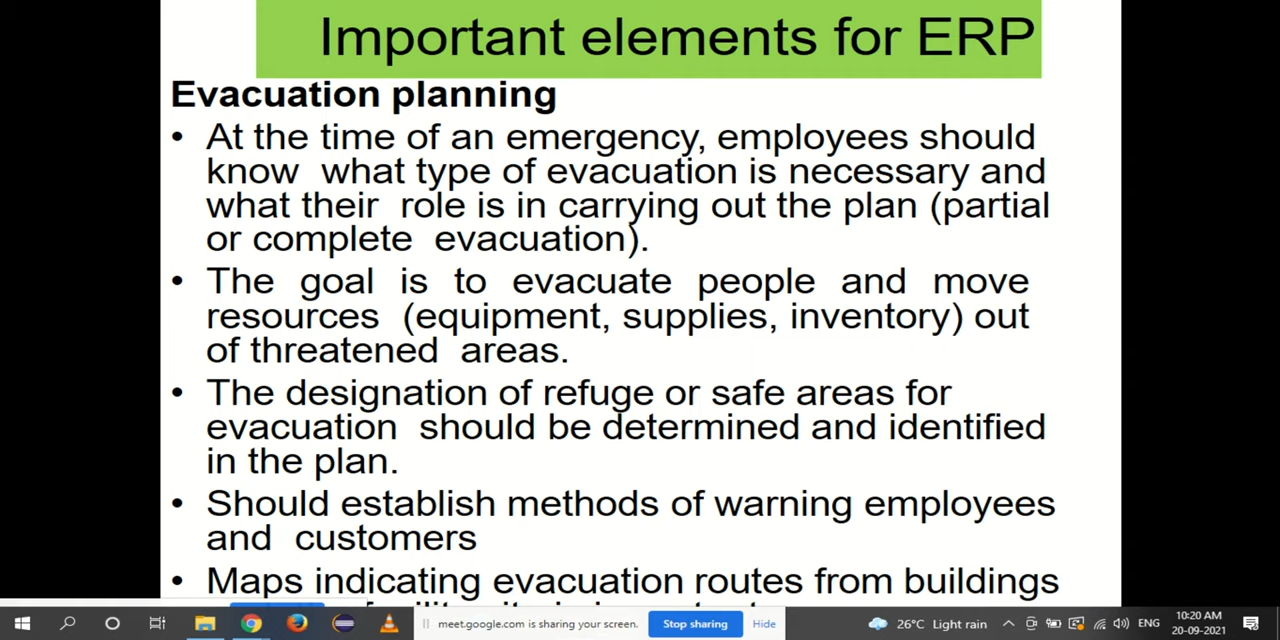 Important elements for ERP
Evacuation planning
• At the time of an emergency, employees should
know what type of evacuation is necessary and
what their role is in carrying out the plan (partial
or complete evacuation).
• The goal is to evacuate people and move
resources (equipment, supplies, inventory) out
of threatened areas.
• The designation of refuge or safe areas for
evacuation should be determined and identified
in the plan.
• Should establish methods of warning employees
and customers
• Maps indicating evacuation routes from buildings
meet.google.com is sharing your screen.
Stop sharing
Hide
26°C Light rain
ENG
10:20 AM
20-09-2021